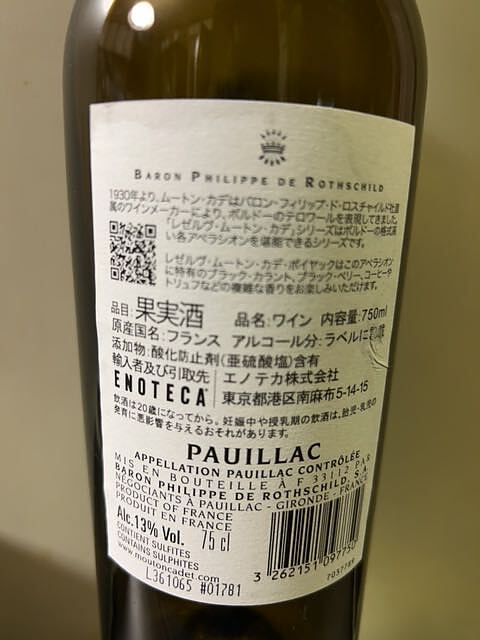 BARON PHILIPPE DE ROTHSCHILD
1930年より、ムートン・カデはバロン・フィリップ・ド・ロスチャイルド社直
属のワインメーカーにより、ボルドーのテロワールを表現してきました。
「レゼルヴ・ムートン・カデ」シリーズはボルドーの格式高
い各アペラシオンを堪能できるシリーズです。
レゼルヴ・ムートン・カデ・ポイヤックはこのアペラシオン
に特有のブラック・カラント、ブラック・ベリー、コーヒーや
トリュフなどの複雑な香りをお楽しみいただけます。
品目:果実酒 品名:ワイン 内容量:750ml
原産国名:フランス アルコール分:ラベルに記載
添加物:酸化防止剤(亜硫酸塩)含有
輸入者及び引取先 エノテカ株式会社
ENOTECA 東京都港区南麻布5-14-15
飲酒は20歳になってから。妊娠中や授乳期の飲酒は、胎児・乳児の
発育に悪影響を与えるおそれがあります。
PAUILLAC
APPELLATION PAUILLAC CONTRÔLÉE
MIS EN BOUTEILLE À F 33112 PAR
BARON PHILIPPE DE ROTHSCHILD, S.A.
NÉGOCIANTS À PAUILLAC - GIRONDE - FRANCE
PRODUIT EN FRANCE
PRODUCT OF FRANCE
Alc.13% Vol. 75 cl
CONTIENT SULFITES
CONTAINS SULPHITES
www.moutoncadet.com
L361065 #01781
3 262151 09775